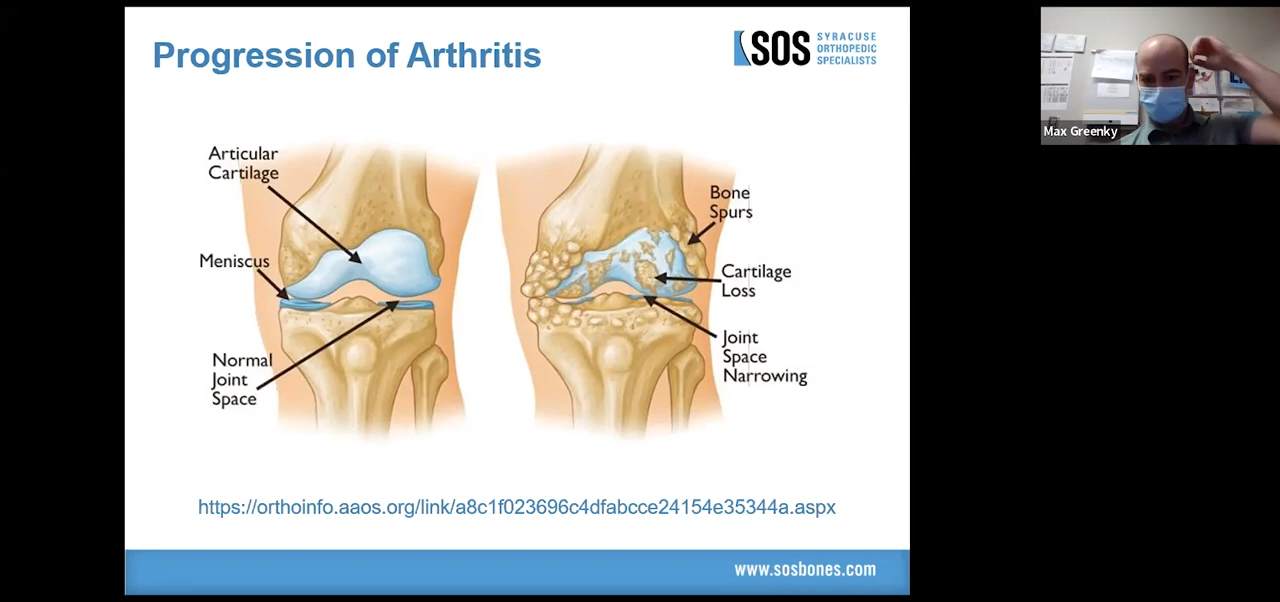 Progression of Arthritis
SOS
SYRACUSE
ORTHOPEDIC
SPECIALISTS
Max Greenky
Articular
Cartilage
Meniscus
Normal
Joint
Space
Bone
Spurs
Cartilage
Loss
Joint
Space
Narrowing
https://orthoinfo.aaos.org/link/a8c1f023696c4dfabcce24154e35344a.aspx
www.sosbones.com